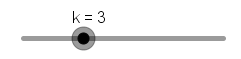 k = 3